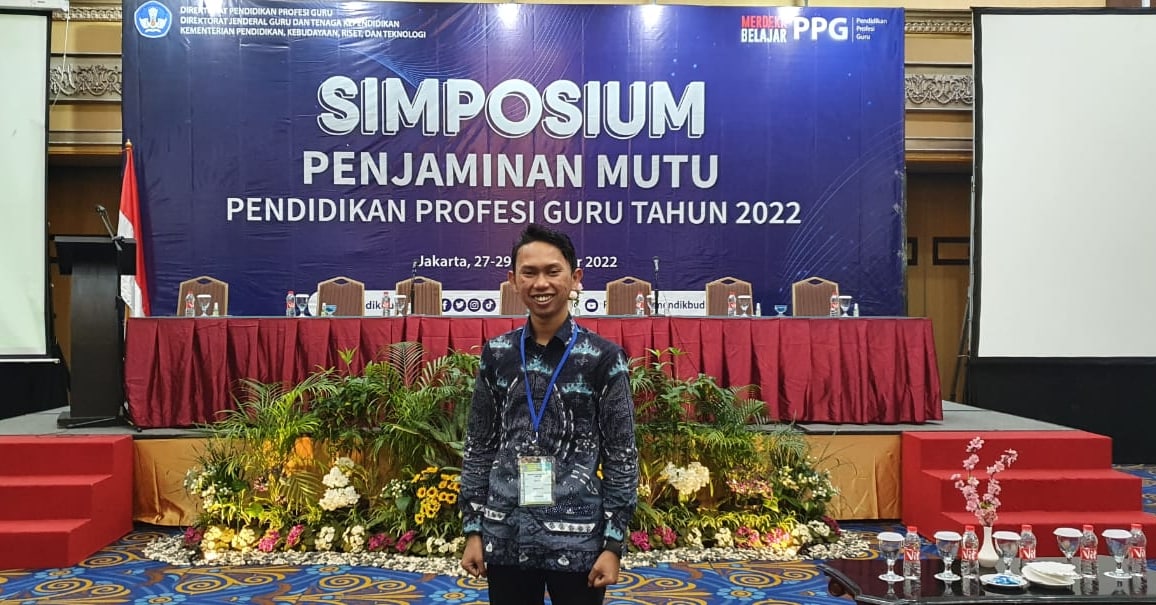 DIREKTORAT PENDIDIKAN PROFESI GURU
DIREKTORAT JENDERAL GURU DAN TENAGA KEPENDIDIKAN
KEMENTERIAN PENDIDIKAN, KEBUDAYAAN, RISET, DAN TEKNOLOGI
MERDEKA
BELAJAR
PPG
Pendidikan
Profesi
Guru
SIMPOSIUM
PENJAMINAN MUTU
PENDIDIKAN PROFESI GURU TAHUN 2022
Jakarta, 27-29 2022